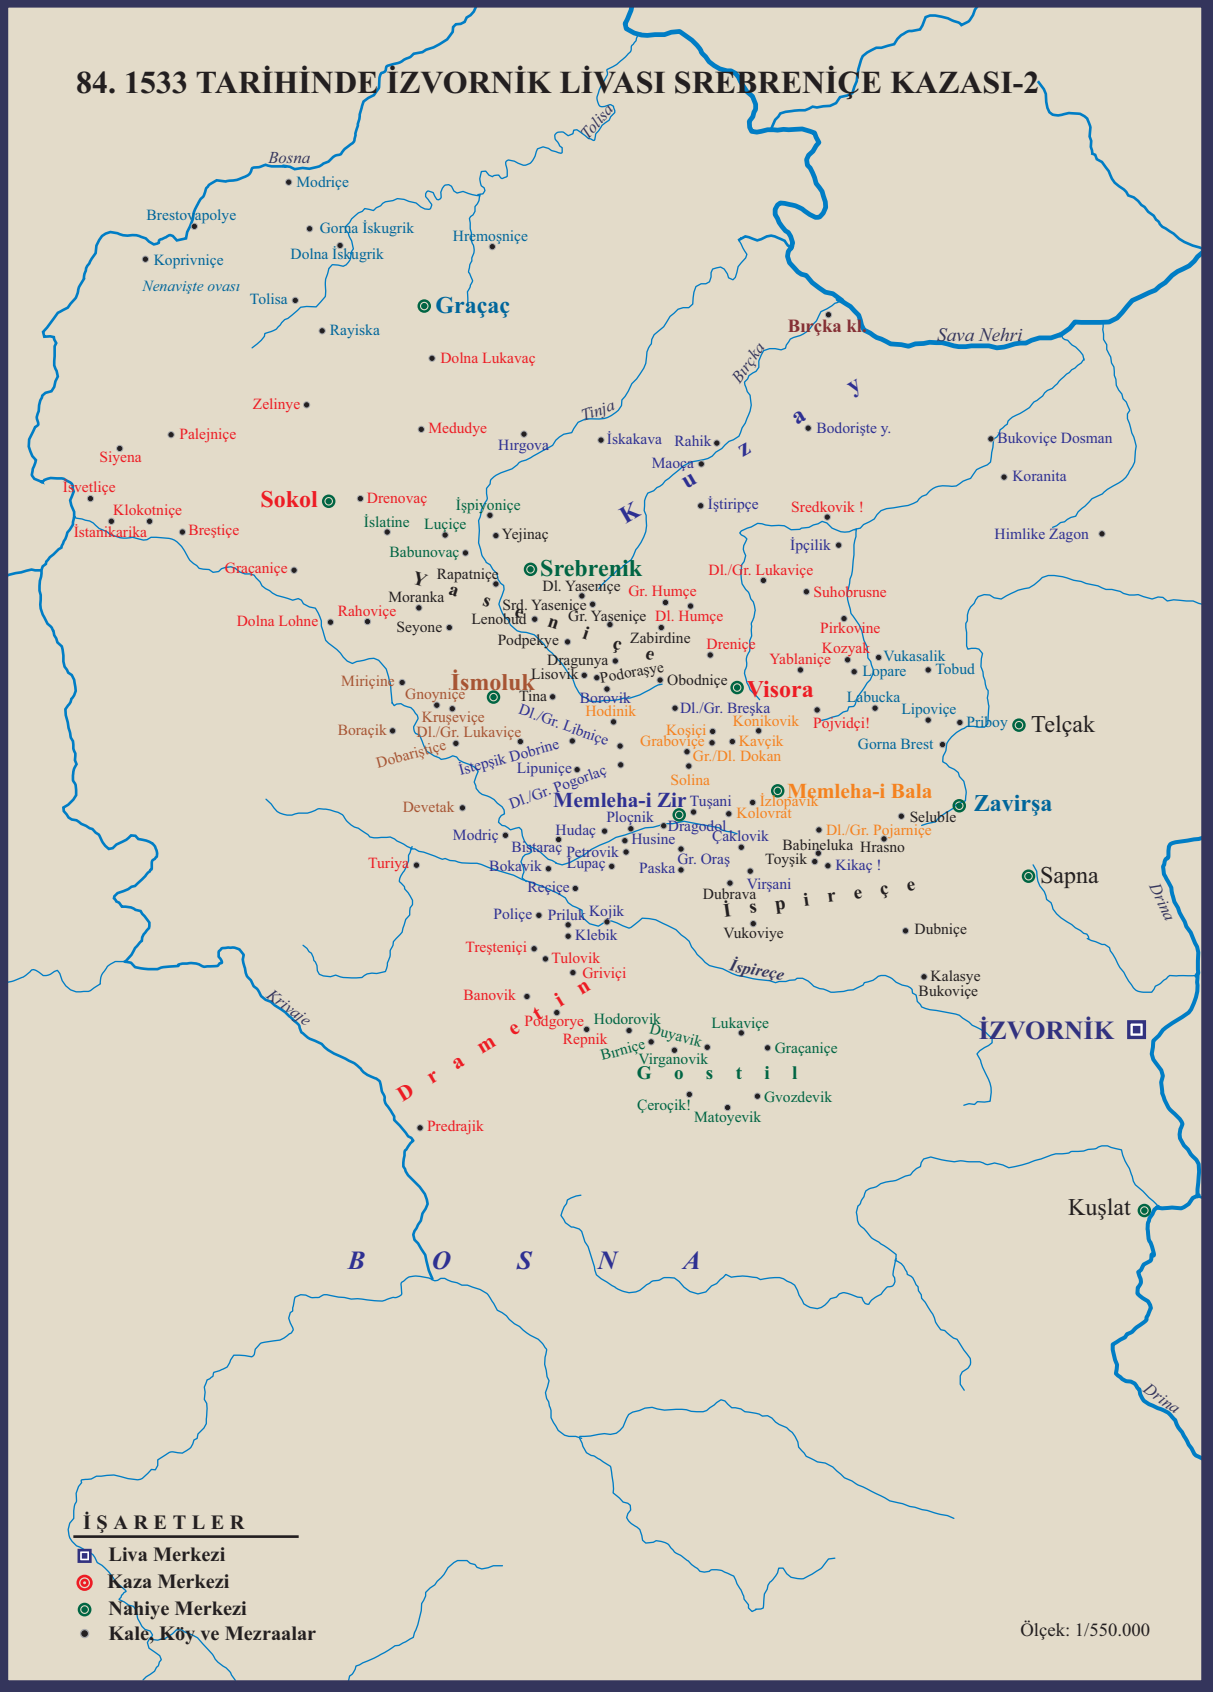 84. 1533 TARİHİNDE İZVORNİK LİVASI SREBRENİÇE KAZASI-2
Tolisa
Bosna
Modriçe
Brestovapolye
Gorna İskugrik
Hremoşniçe
Dolna İskugrik
Koprivniçe
Nenavişte ovası
Tolisa
Graçaç
Rayiska
Bırçka kl.
Sava Nehri
Dolna Lukavaç
Bırçka
Zelinye
Tinja
K u z a y
Palejniçe
Medudye
Hırgova
İskakava
Rahik
Bodorişte y.
Bukoviçe Dosman
Siyena
Maoça
Koranita
İsvetliçe
Sokol
Drenovaç
İşpiyoniçe
İştiripçe
Sredkovik !
Klokotniçe
İslatine
Luçiçe
İstanikarika
Breştiçe
Yejinaç
Himlike Zagon
İpçilik
Babunovaç
Graçaniçe
Srebrenik
Rapatniçe
Dl./Gr. Lukaviçe
Y a s e n i ç e
Dl. Yaseniçe
Gr. Humçe
Suhobrusne
Moranka
Srd. Yaseniçe
Rahoviçe
Lenobud
Gr. Yaseniçe
Dl. Humçe
Dolna Lohne
Seyone
Pirkovine
Podpekye
Zabirdine
Dreniçe
Kozyak
Dragunya
Yablaniçe
Vukasalik
Lisovik
Podoraşye
Lopare
Tobud
Miriçine
İsmoluk
Obodniçe
Visora
Gnoyniçe
Tina
Borovik
Labucka
Kruşeviçe
Dl./Gr. Libniçe
Hodinik
Dl./Gr. Breşka
Lipoviçe
Konikovik
Pojvidçi!
Priboy
Telçak
Boraçik
Dl./Gr. Lukaviçe
Koşiçi
Graboviçe
Kavçik
Gorna Brest
Dobariştiçe
İstepşik Dobrine
Gr./Dl. Dokan
Lipuniçe
Solina
Dl./Gr. Pogorlaç
Memleha-i Bala
Memleha-i Zir
Tuşani
İzlopavik
Zavirşa
Devetak
Ploçnik
Kolovrat
Seluble
Modriç
Hudaç
Dragodol
Dl./Gr. Pojarniçe
Bistaraç
Husine
Çaklovik
Babineluka
Hrasno
Petrovik
Turiya
Bokavik
Lupaç
Gr. Oraş
Toyşik
Kikaç !
Paska
Sapna
Reçiçe
Virşani
Dubrava
İ s p i r e ç e
Drina
Poliçe
Priluk
Kojik
Klebik
Vukoviye
Dubniçe
Treşteniçi
Tulovik
Griviçi
İspireçe
Kalasye
Bukoviçe
Krivaje
Banovik
D r a m e t i n
Podgorye
Hodorovik
Lukaviçe
İZVORNİK
Repnik
Duyavik
Bırniçe
Graçaniçe
Virganovik
G o s t i l
Çeroçik!
Gvozdevik
Matoyevik
Predrajik
Kuşlat
B O S N A
Drina
İŞARETLER
Liva Merkezi
Kaza Merkezi
Nahiye Merkezi
Kale, Köy ve Mezraalar
Ölçek: 1/550.000